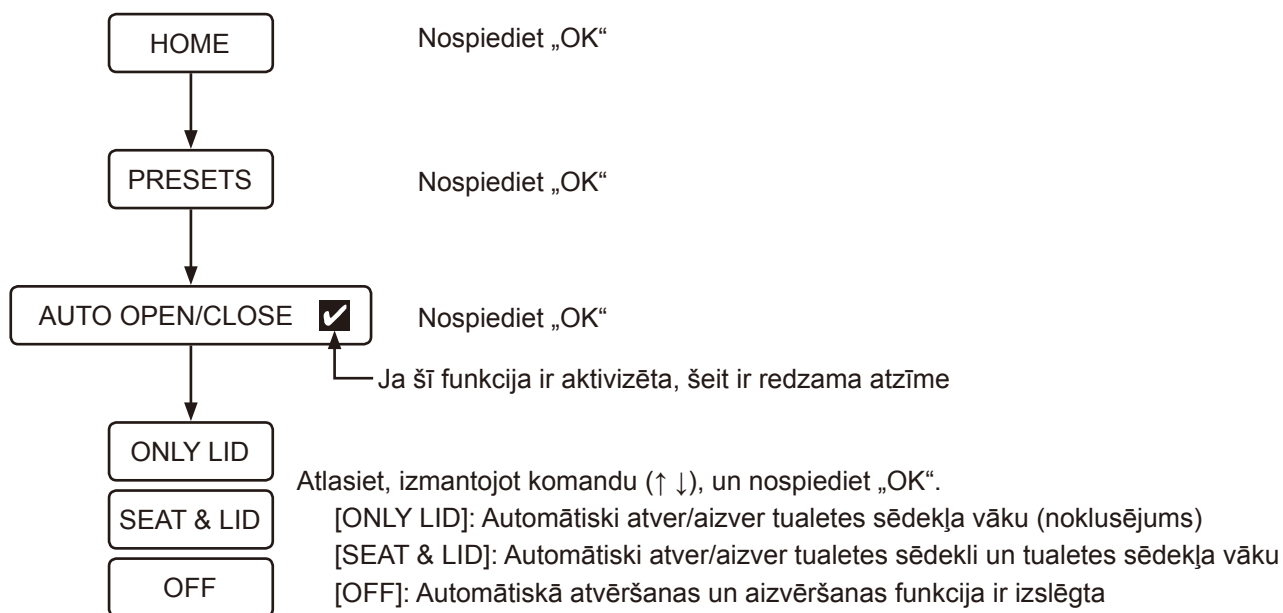 HOME
Nospiediet „OK“
PRESETS
Nospiediet „OK“
AUTO OPEN/CLOSE ✔
Nospiediet „OK“
Ja šī funkcija ir aktivizēta, šeit ir redzama atzīme
ONLY LID
SEAT & LID
OFF
Atlasiet, izmantojot komandu (↑ ↓), un nospiediet „OK“.
[ONLY LID]: Automātiski atver/aizver tualetes sēdekļa vāku (noklusējums)
[SEAT & LID]: Automātiski atver/aizver tualetes sēdekli un tualetes sēdekļa vāku
[OFF]: Automātiskā atvēršanas un aizvēršanas funkcija ir izslēgta